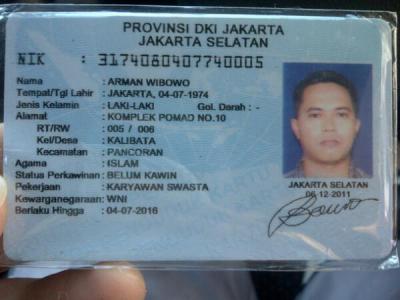 PROVINSI DKI JAKARTA
JAKARTA SELATAN
NIK : 3174060407740005
Nama : ARMAN WIBOWO
Tempat/Tgl Lahir : JAKARTA, 04-07-1974
Jenis Kelamin : LAKI-LAKI Gol. Darah : -
Alamat : KOMPLEK POMAD NO.10
RT/RW : 005 / 006
Kel/Desa : KALIBATA
Kecamatan : PANCORAN
Agama : ISLAM
Status Perkawinan : BELUM KAWIN
Pekerjaan : KARYAWAN SWASTA
Kewarganegaraan : WNI
Berlaku Hingga : 04-07-2016
JAKARTA SELATAN
06-12-2011